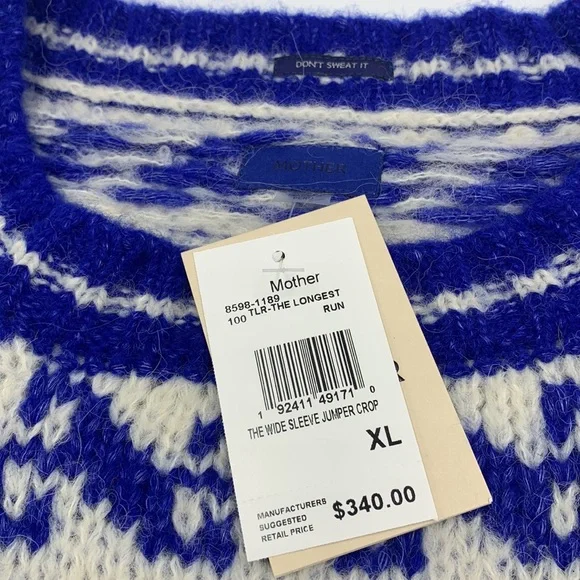 DON'T SWEAT IT
MOTHER
Mother
8598-1189
100 TLR-THE LONGEST
RUN
1 92411 49171 0
THE WIDE SLEEVE JUMPER CROP
XL
MANUFACTURERS
SUGGESTED
RETAIL PRICE
$340.00
R